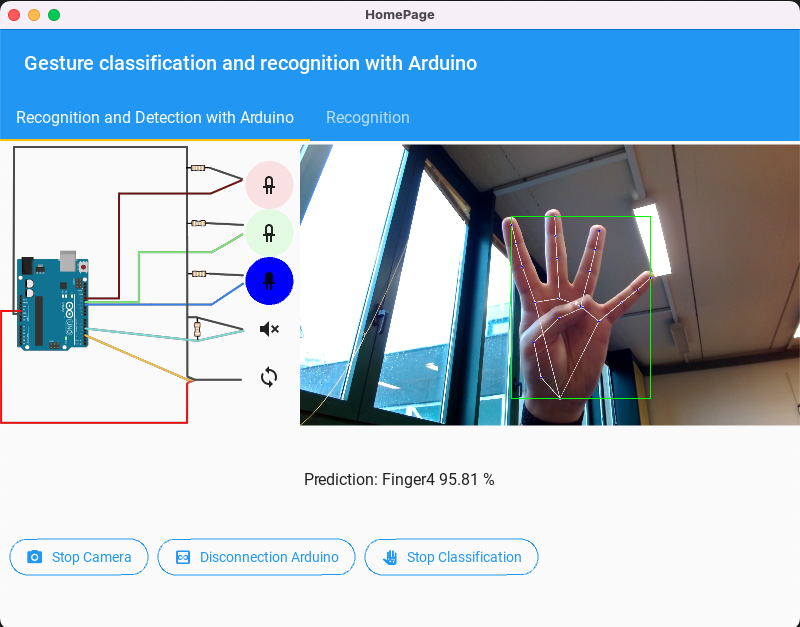 HomePage
Gesture classification and recognition with Arduino
Recognition and Detection with Arduino
Recognition
UNO
Prediction: Finger4 95.81 %
Stop Camera
Disconnection Arduino
Stop Classification